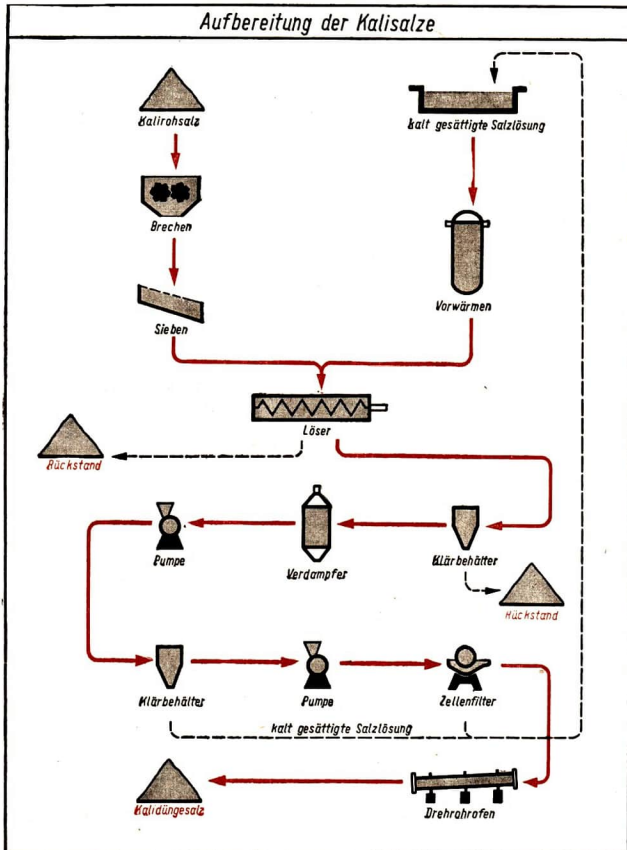 Aufbereitung der Kalisalze
Kalirohsalz
kalt gesättigte Salzlösung
Brechen
Vorwärmen
Sieben
Löser
Rückstand
Pumpe
Verdampfer
Klärbehälter
Rückstand
Klärbehälter
Pumpe
Zellenfilter
kalt gesättigte Salzlösung
Kalidüngesalz
Drehrohrofen